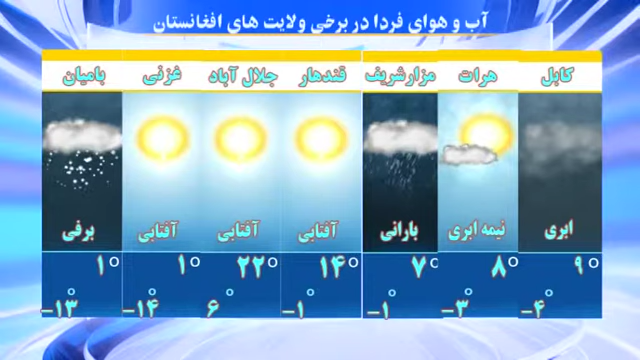 آب و هوای فردا در برخی ولایت های افغانستان
کابل هرات مزارشریف قندهار جلال آباد غزنی بامیان
ابری نیمه ابری بارانی آفتابی آفتابی آفتابی برفی
۹° ۸° ۷° ۱۴° ۲۲° ۱° ۱°
-۴° -۳° -۱° -۱° ۶° -۱۴° -۱۳°